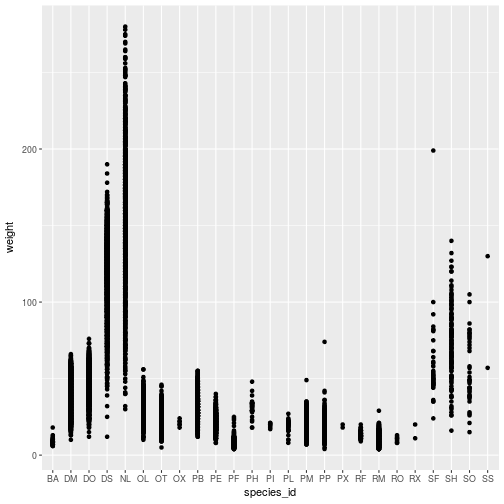 200
100
0
weight
BA DM DO DS NL OL OT OX PB PE PF PH PI PL PM PP PX RF RM RO RX SF SH SO SS
species_id